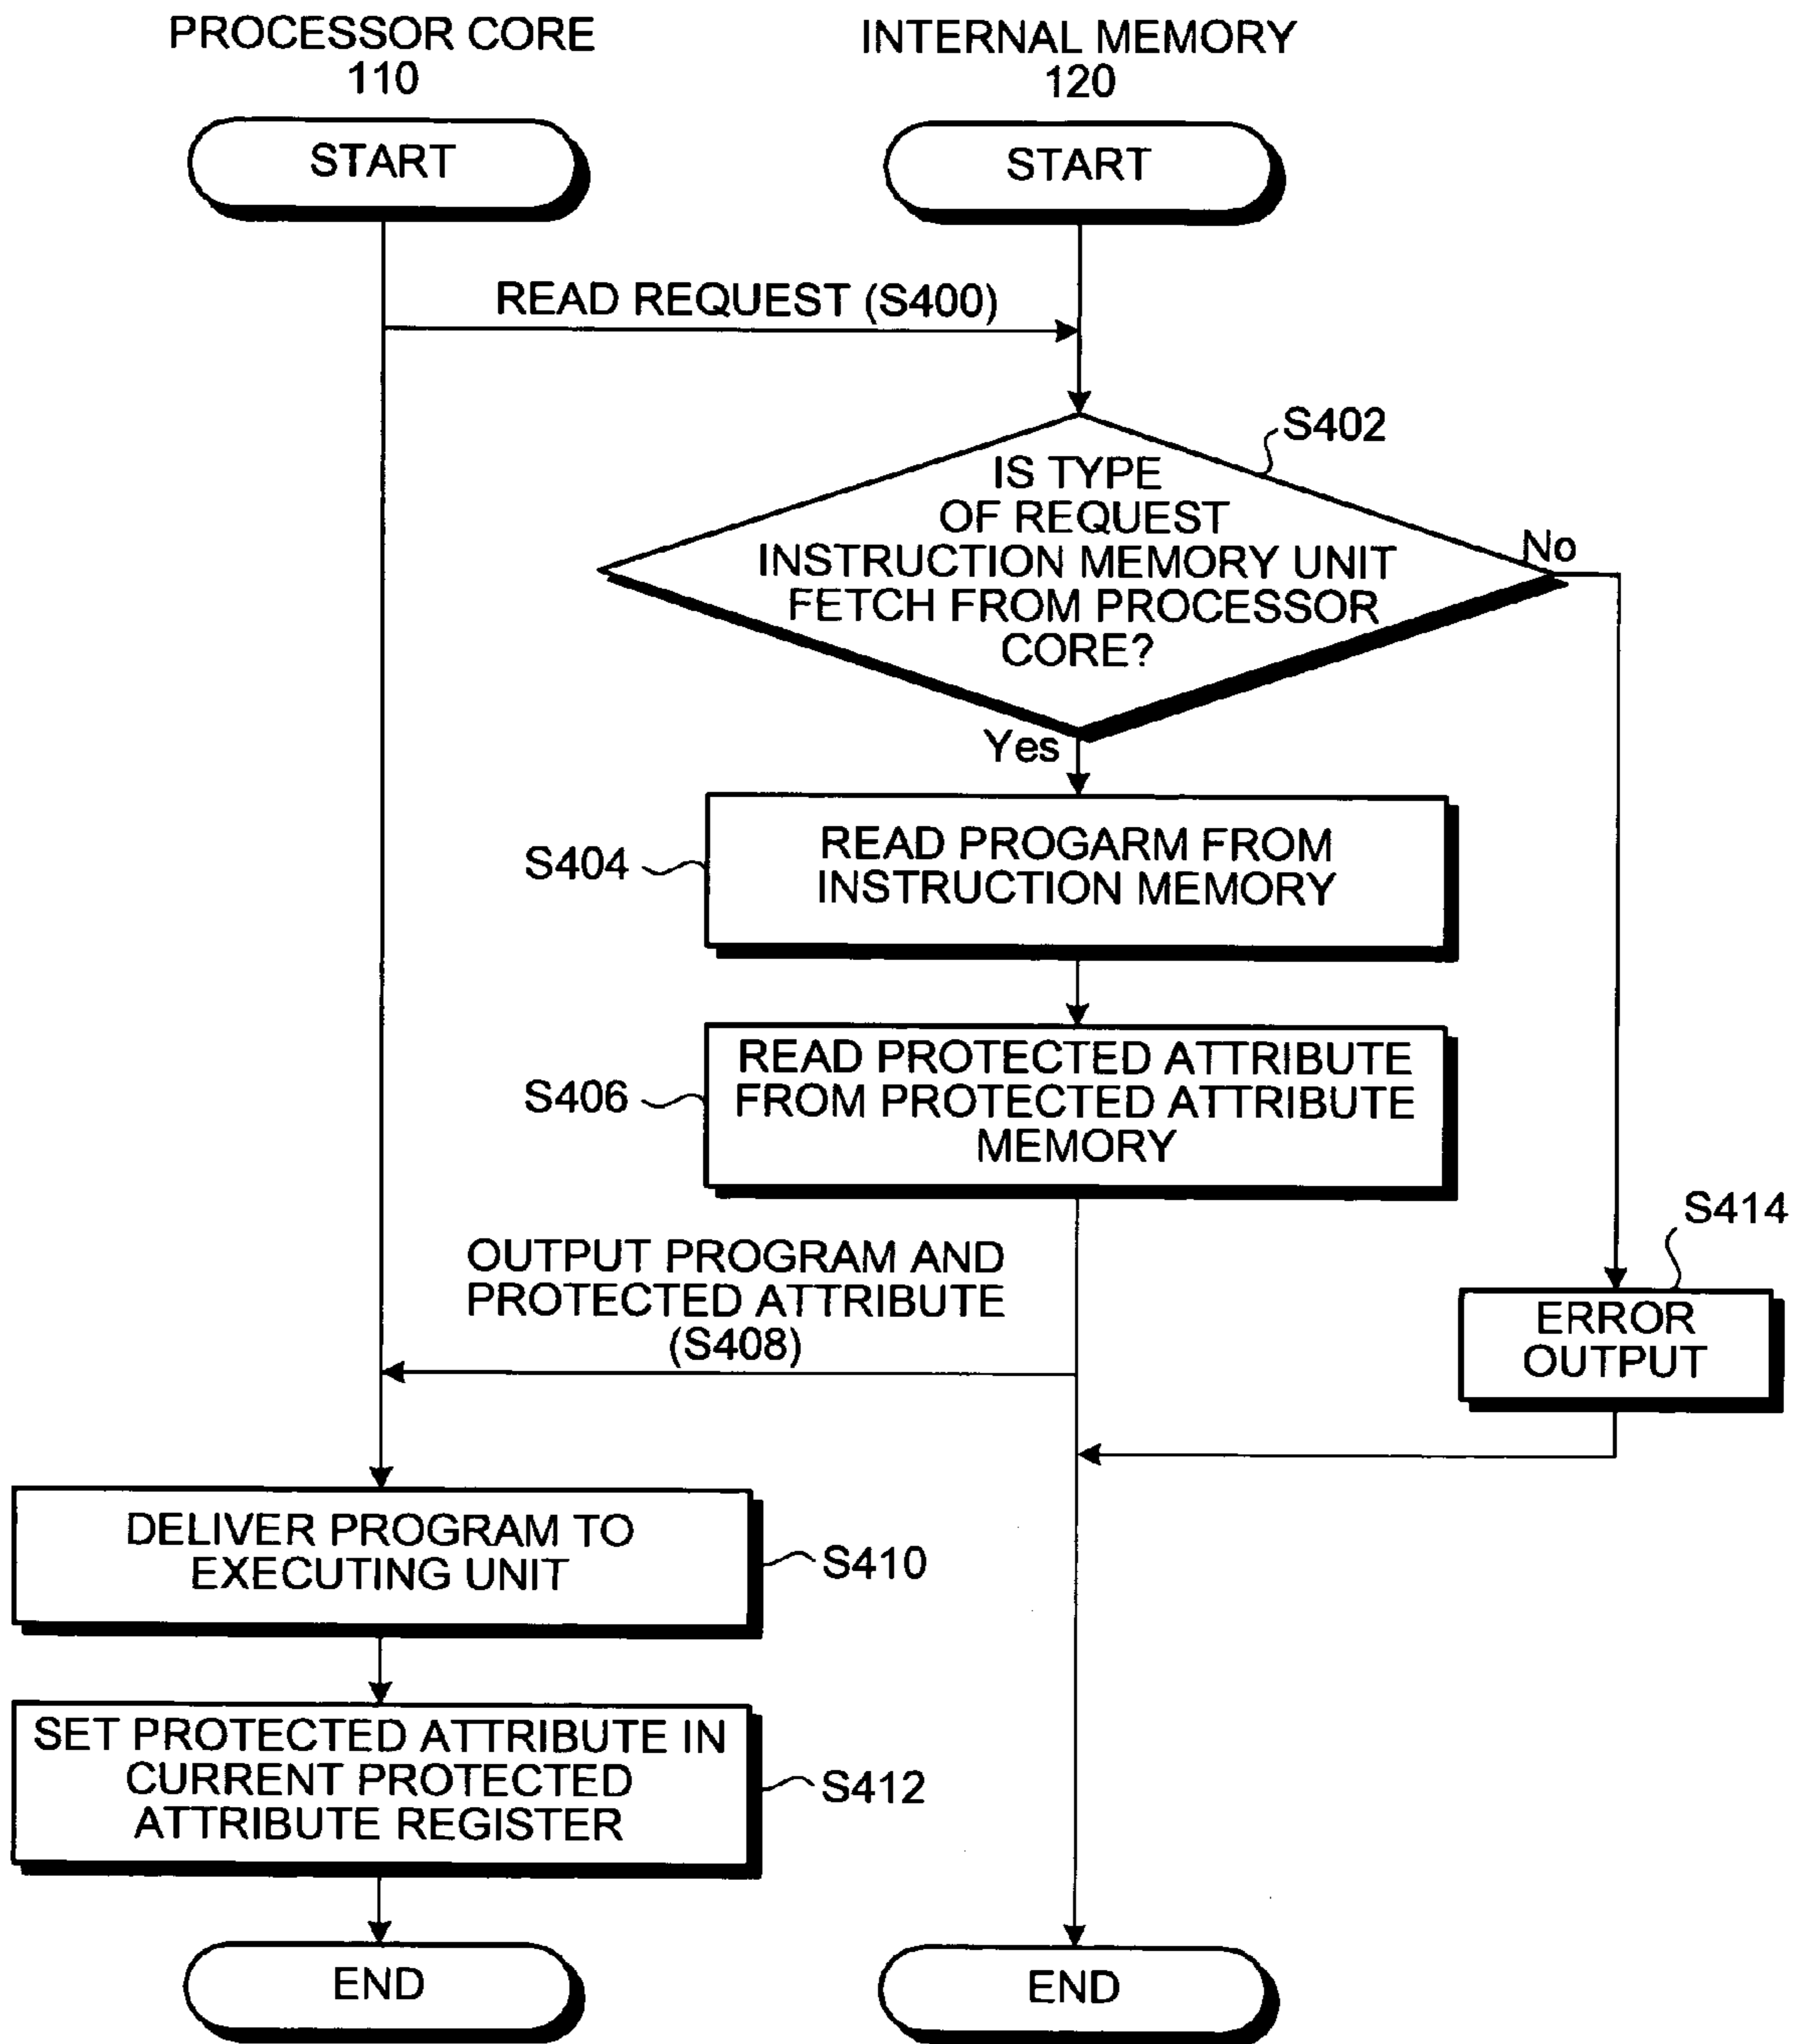 PROCESSOR CORE
110
INTERNAL MEMORY
120
START
START
READ REQUEST (S400)
S402
IS TYPE
OF REQUEST
INSTRUCTION MEMORY UNIT
FETCH FROM PROCESSOR
CORE?
No
Yes
S404
READ PROGARM FROM
INSTRUCTION MEMORY
S406
READ PROTECTED ATTRIBUTE
FROM PROTECTED ATTRIBUTE
MEMORY
OUTPUT PROGRAM AND
PROTECTED ATTRIBUTE
(S408)
S414
ERROR
OUTPUT
DELIVER PROGRAM TO
EXECUTING UNIT
S410
SET PROTECTED ATTRIBUTE IN
CURRENT PROTECTED
ATTRIBUTE REGISTER
S412
END
END